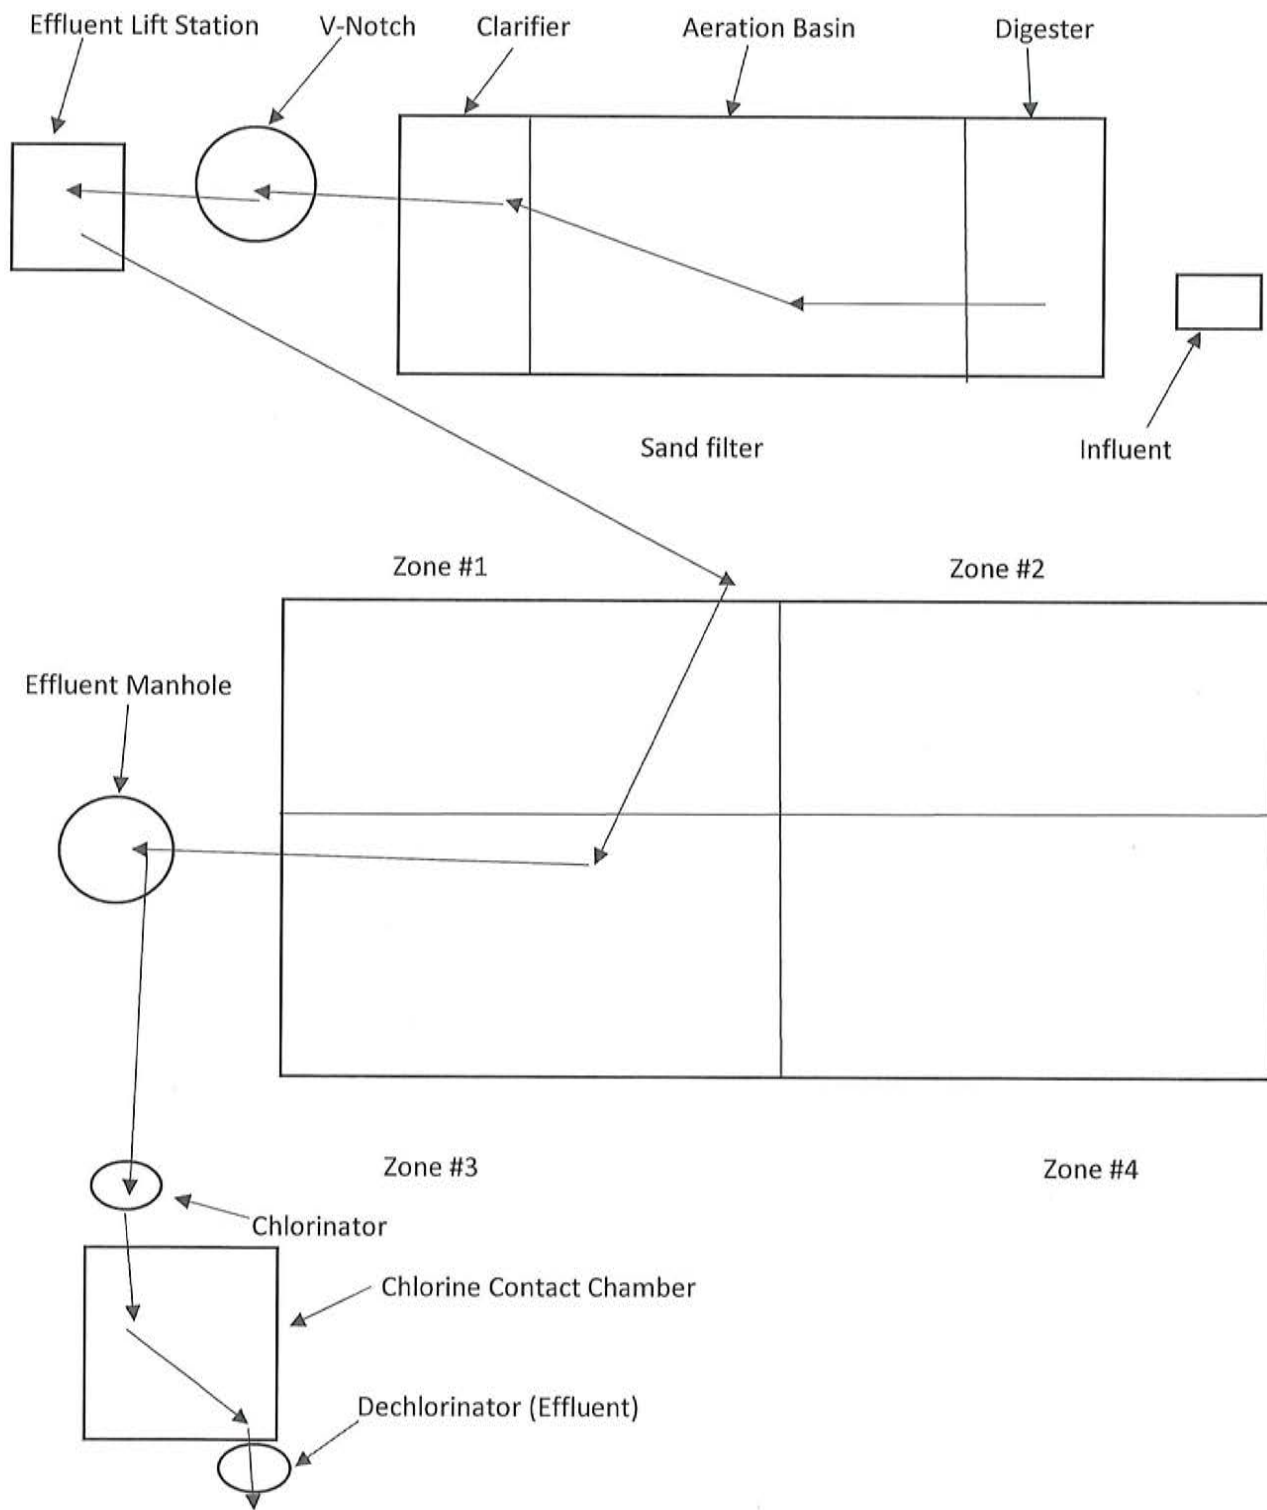 Effluent Lift Station
V-Notch
Clarifier
Aeration Basin
Digester
Sand filter
Influent
Zone #1
Zone #2
Effluent Manhole
Zone #3
Zone #4
Chlorinator
Chlorine Contact Chamber
Dechlorinator (Effluent)